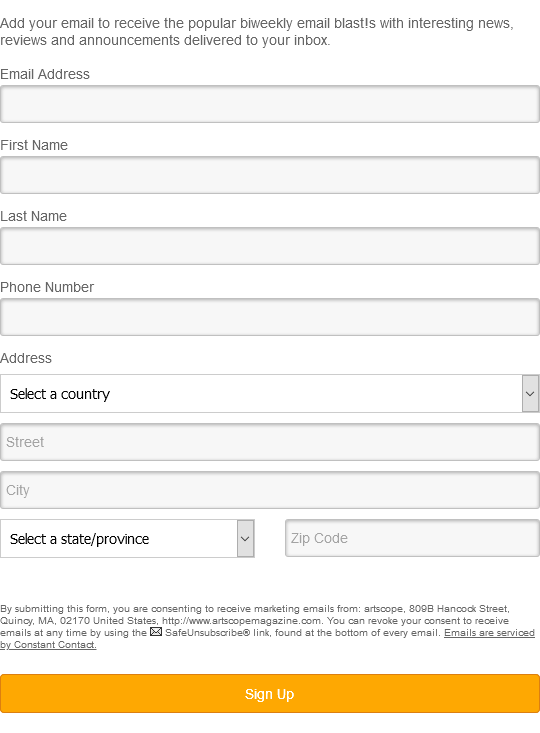 Add your email to receive the popular biweekly email blast!s with interesting news,
reviews and announcements delivered to your inbox.
Email Address
First Name
Last Name
Phone Number
Address
Select a country
Street
City
Select a state/province
Zip Code
By submitting this form, you are consenting to receive marketing emails from: artscope, 809B Hancock Street,
Quincy, MA, 02170 United States, http://www.artscopemagazine.com. You can revoke your consent to receive
emails at any time by using the SafeUnsubscribe® link, found at the bottom of every email. Emails are serviced
by Constant Contact.
Sign Up